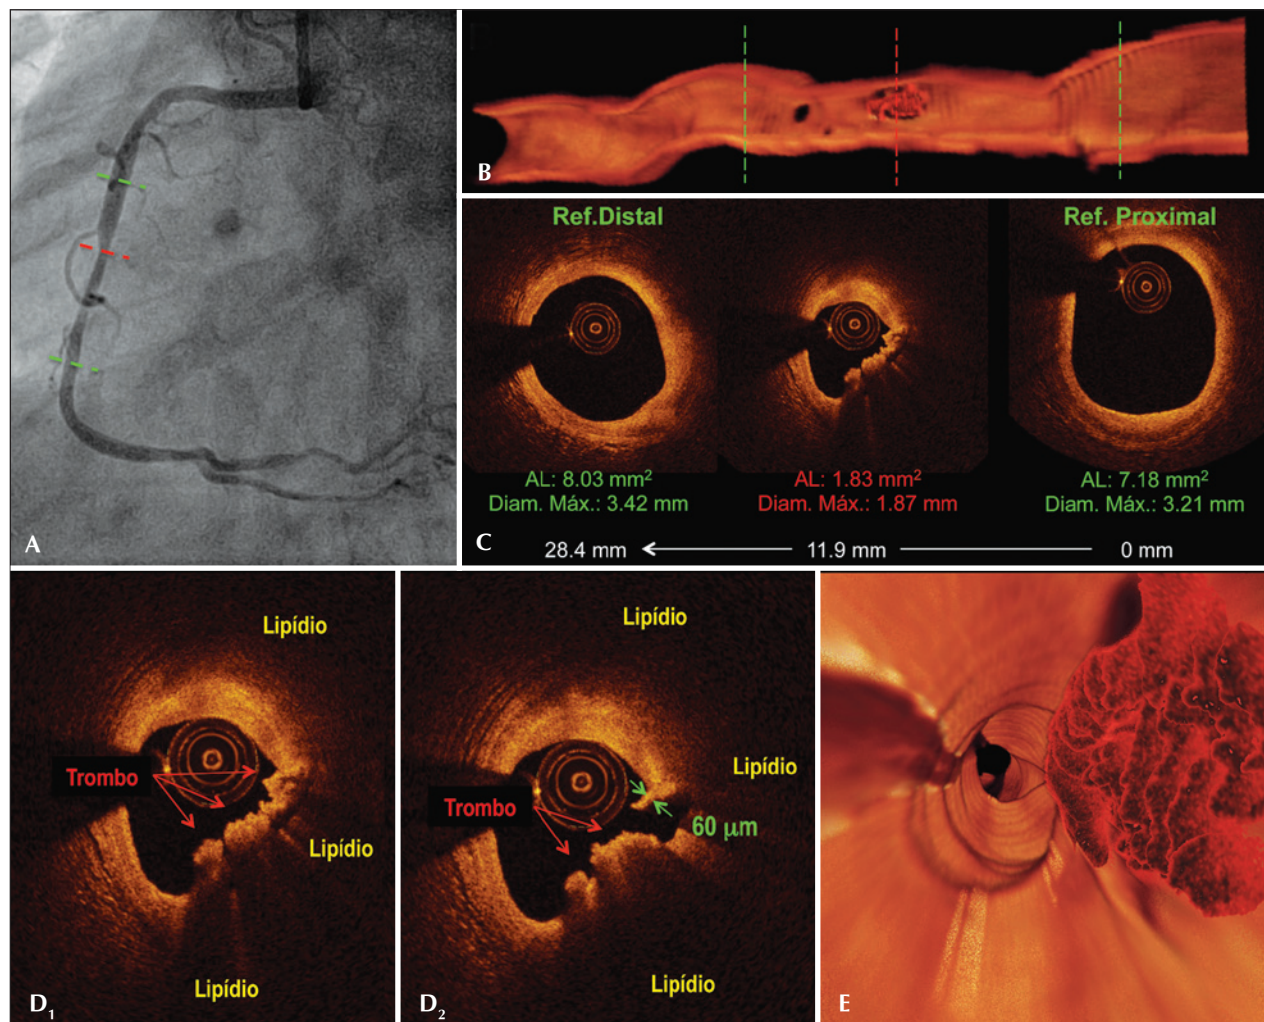 A
B
Ref.Distal
Ref. Proximal
AL: 8.03 mm²
Diam. Máx.: 3.42 mm
AL: 1.83 mm²
Diam. Máx.: 1.87 mm
AL: 7.18 mm²
Diam. Máx.: 3.21 mm
C
28.4 mm
11.9 mm
0 mm
Lipídio
Trombo
Lipídio
Lipídio
D₁
Lipídio
Lipídio
Trombo
60 µm
Lipídio
D₂
E